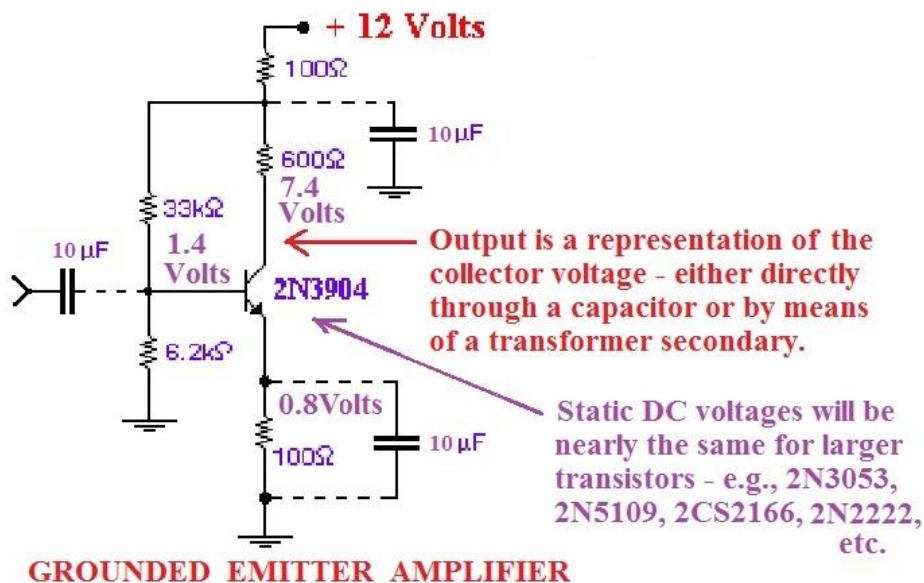 + 12 Volts
100Ω
10µF
600Ω
7.4
Volts
33kΩ
10µF
1.4
Volts
2N3904
6.2kΩ
0.8Volts
100Ω
10µF
Output is a representation of the
collector voltage - either directly
through a capacitor or by means
of a transformer secondary.
Static DC voltages will be
nearly the same for larger
transistors - e.g., 2N3053,
2N5109, 2CS2166, 2N2222,
etc.
GROUNDED EMITTER AMPLIFIER